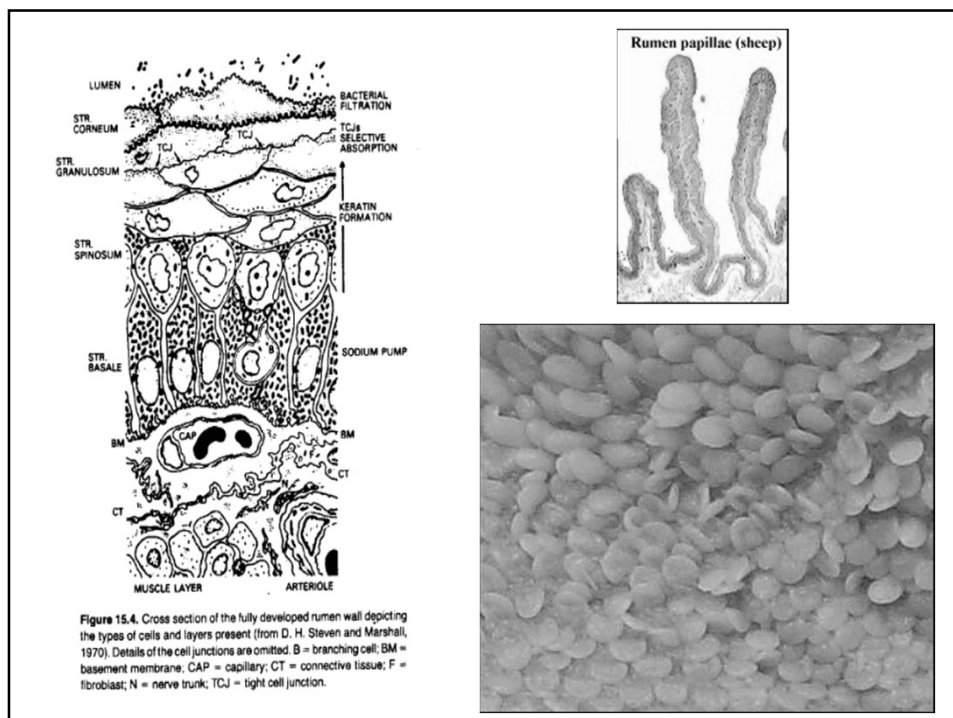 LUMEN
BACTERIAL
FILTRATION
STR.
CORNEUM
TCJ
TCJ
TCJs
SELECTIVE
ABSORPTION
STR.
GRANULOSUM
KERATIN
FORMATION
STR.
SPINOSUM
B
STR.
BASALE
SODIUM PUMP
BM
CAP
BM
CT
N
CT
MUSCLE LAYER
ARTERIOLE
Figure 15.4. Cross section of the fully developed rumen wall depicting
the types of cells and layers present (from D. H. Steven and Marshall,
1970). Details of the cell junctions are omitted. B = branching cell; BM =
basement membrane; CAP = capillary; CT = connective tissue; F =
fibroblast; N = nerve trunk; TCJ = tight cell junction.
Rumen papillae (sheep)